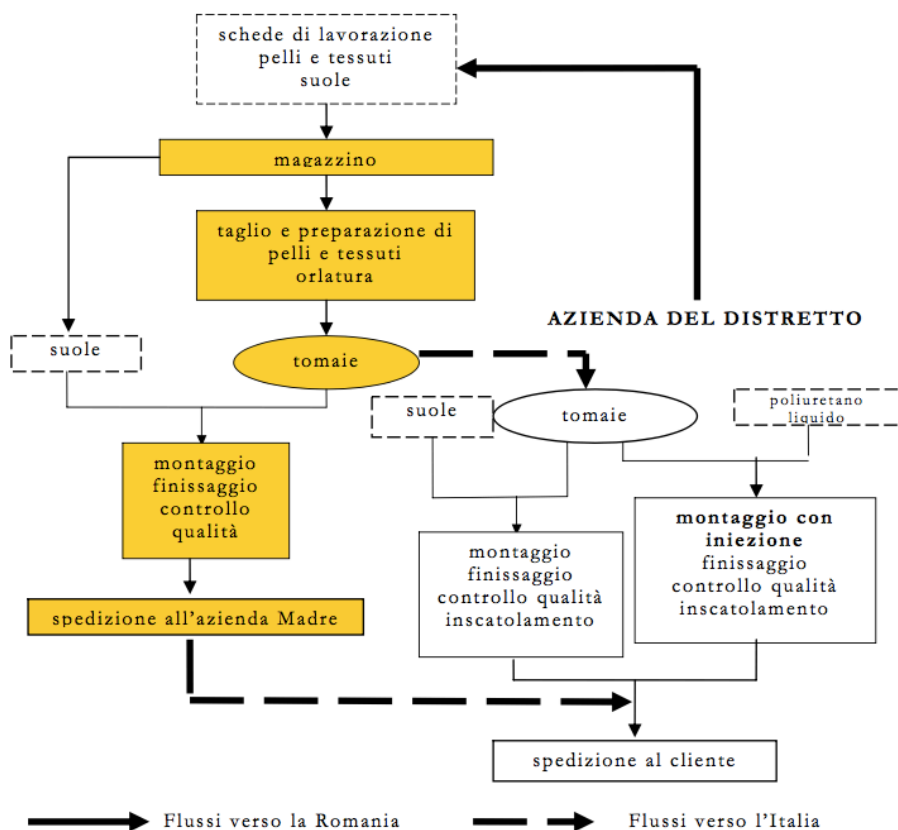 schede di lavorazione
pelli e tessuti
suole
magazzino
taglio e preparazione di
pelli e tessuti
orlatura
AZIENDA DEL DISTRETTO
suole
tomaie
suole
tomaie
poliuretano
liquido
montaggio
finissaggio
controllo
qualità
montaggio
finissaggio
controllo qualità
inscatolamento
montaggio con
iniezione
finissaggio
controllo qualità
inscatolamento
spedizione all'azienda Madre
spedizione al cliente
Flussi verso la Romania
Flussi verso l'Italia